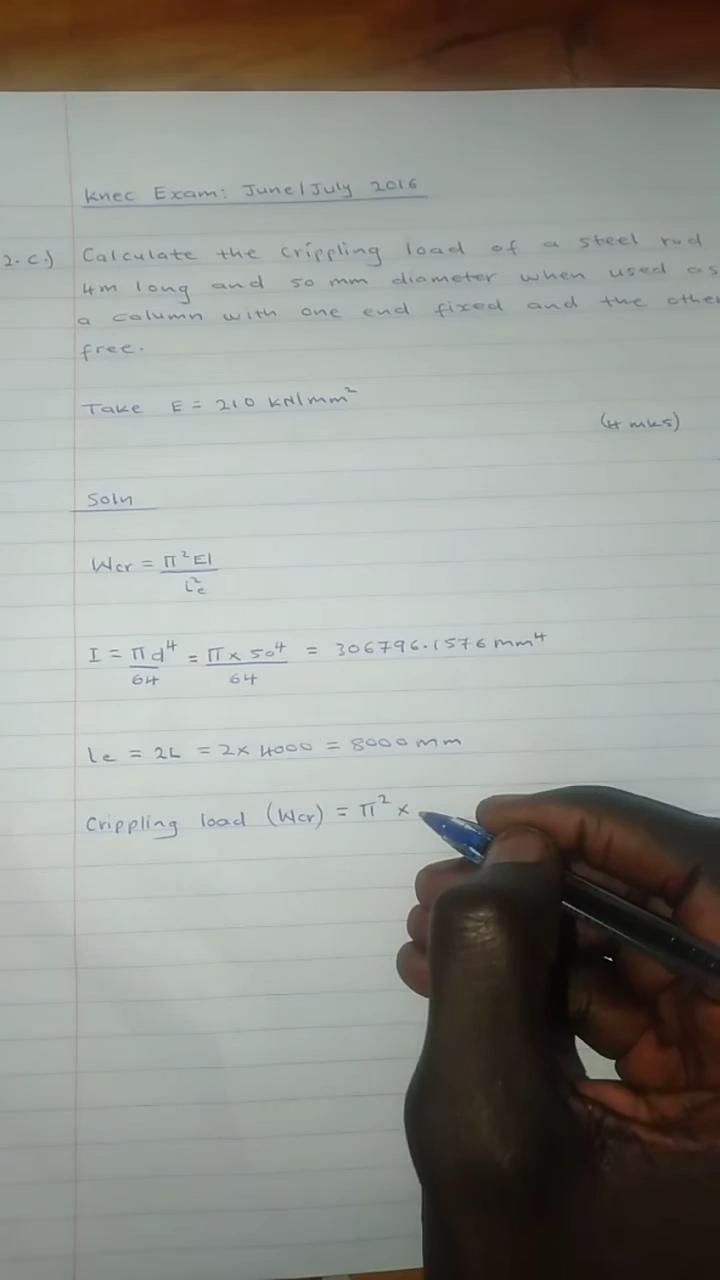 Knec Exam: June/July 2016
2. c.) Calculate the crippling load of a steel rod
4m long and 50 mm diameter when used as
a column with one end fixed and the other
free.
Take E = 210 kN/mm²
(4 mks)
Soln
Wcr = π²EI / Le²
I = πd⁴/64 = π x 50⁴/64 = 306796.1576 mm⁴
Le = 2L = 2 x 4000 = 8000 mm
Crippling load (Wcr) = π² x